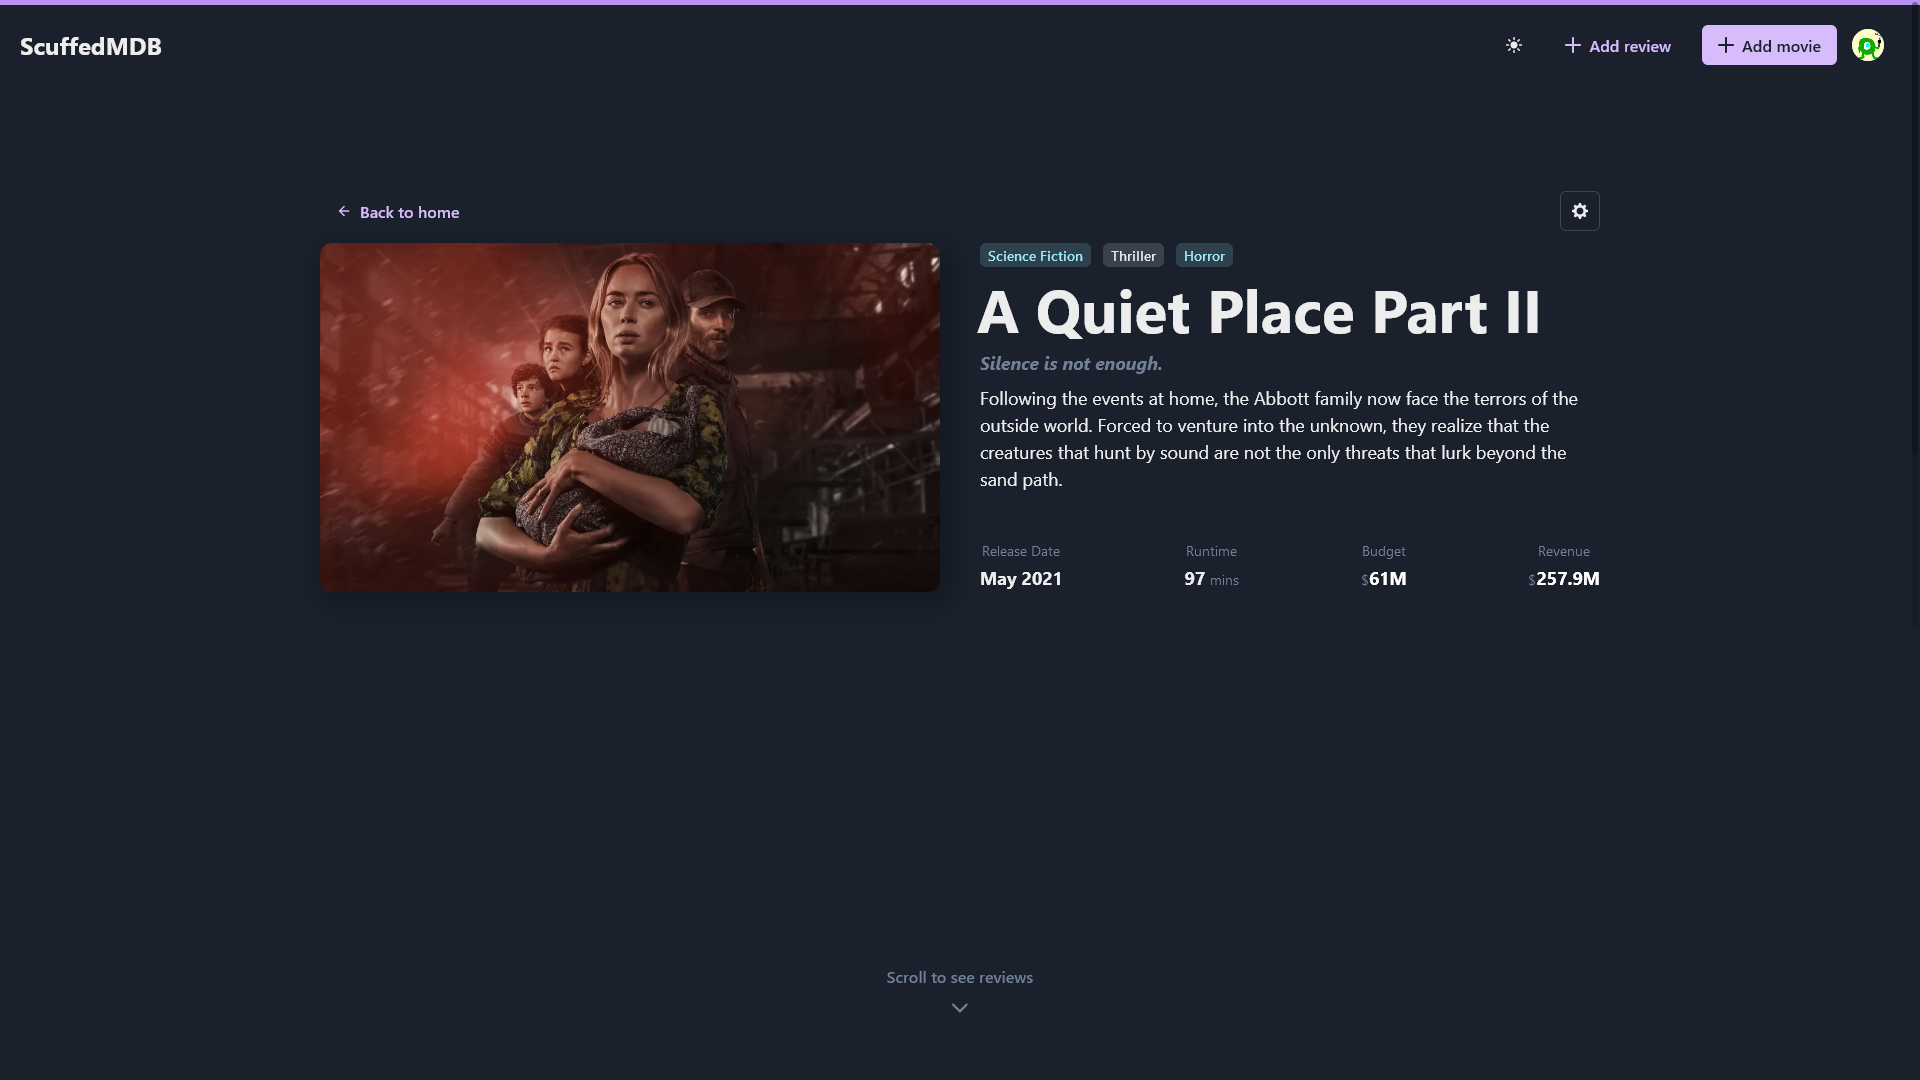 ScuffedMDB
Add review
Add movie
Back to home
Science Fiction
Thriller
Horror
A Quiet Place Part II
Silence is not enough.
Following the events at home, the Abbott family now face the terrors of the
outside world. Forced to venture into the unknown, they realize that the
creatures that hunt by sound are not the only threats that lurk beyond the
sand path.
Release Date
May 2021
Runtime
97 mins
Budget
$61M
Revenue
$257.9M
Scroll to see reviews